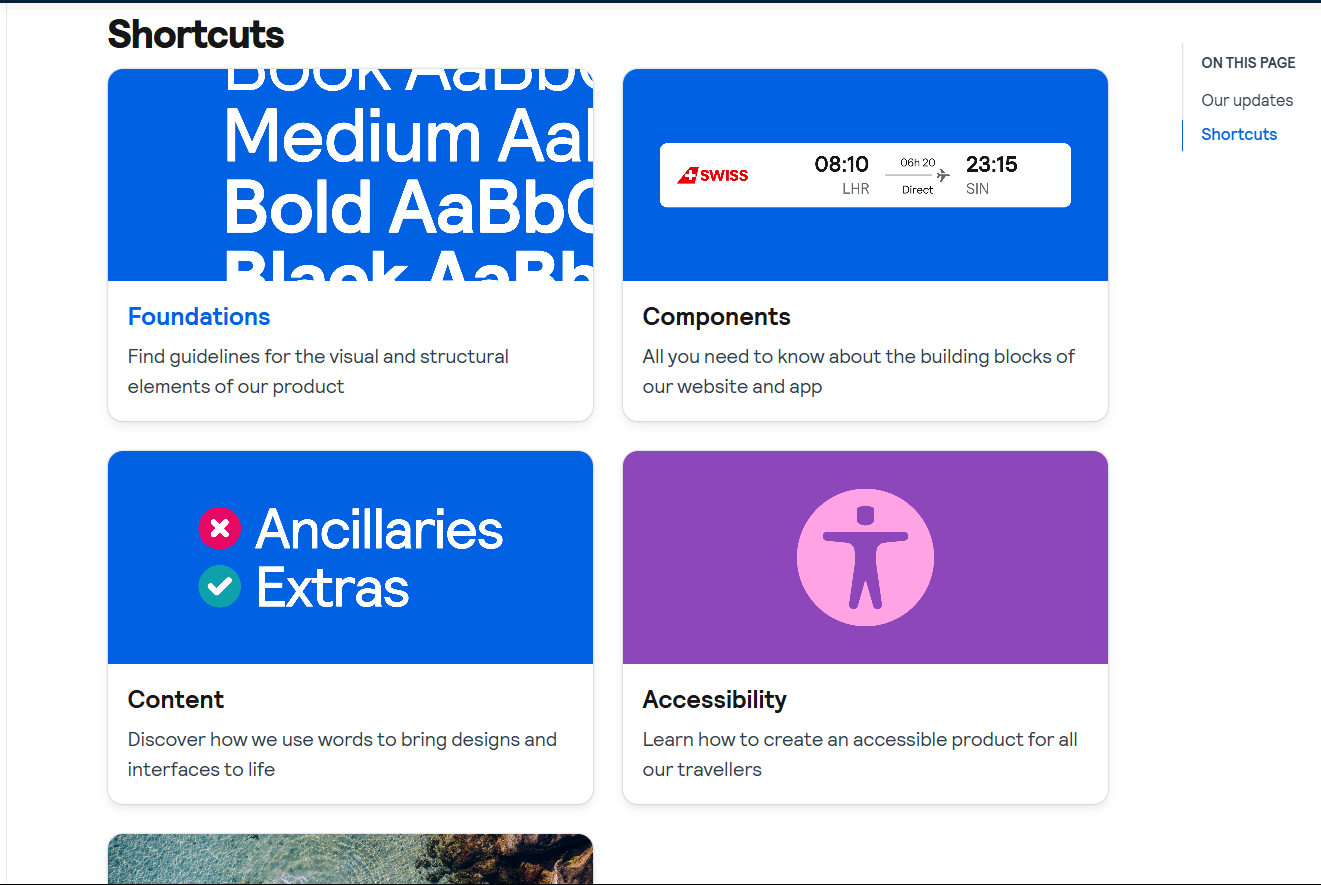 Shortcuts
Book AaBb
Medium Aa
Bold AaBb
Black AaBb
Foundations
Find guidelines for the visual and structural
elements of our product
SWISS
08:10
06h 20
23:15
LHR
Direct
SIN
Components
All you need to know about the building blocks of
our website and app
Ancillaries
Extras
Content
Discover how we use words to bring designs and
interfaces to life
Accessibility
Learn how to create an accessible product for all
our travellers
ON THIS PAGE
Our updates
Shortcuts